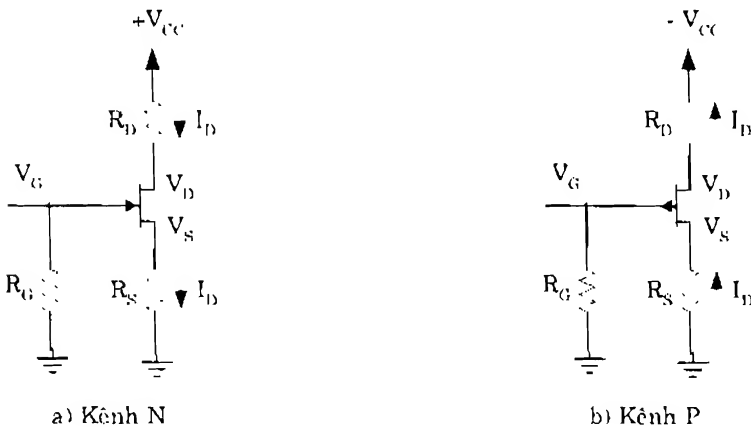 +V_CC
- V_CC
R_D I_D
R_D I_D
V_G V_D
V_G V_D
V_S
V_S
R_G R_S I_D
R_G R_S I_D
a) Kênh N
b) Kênh P